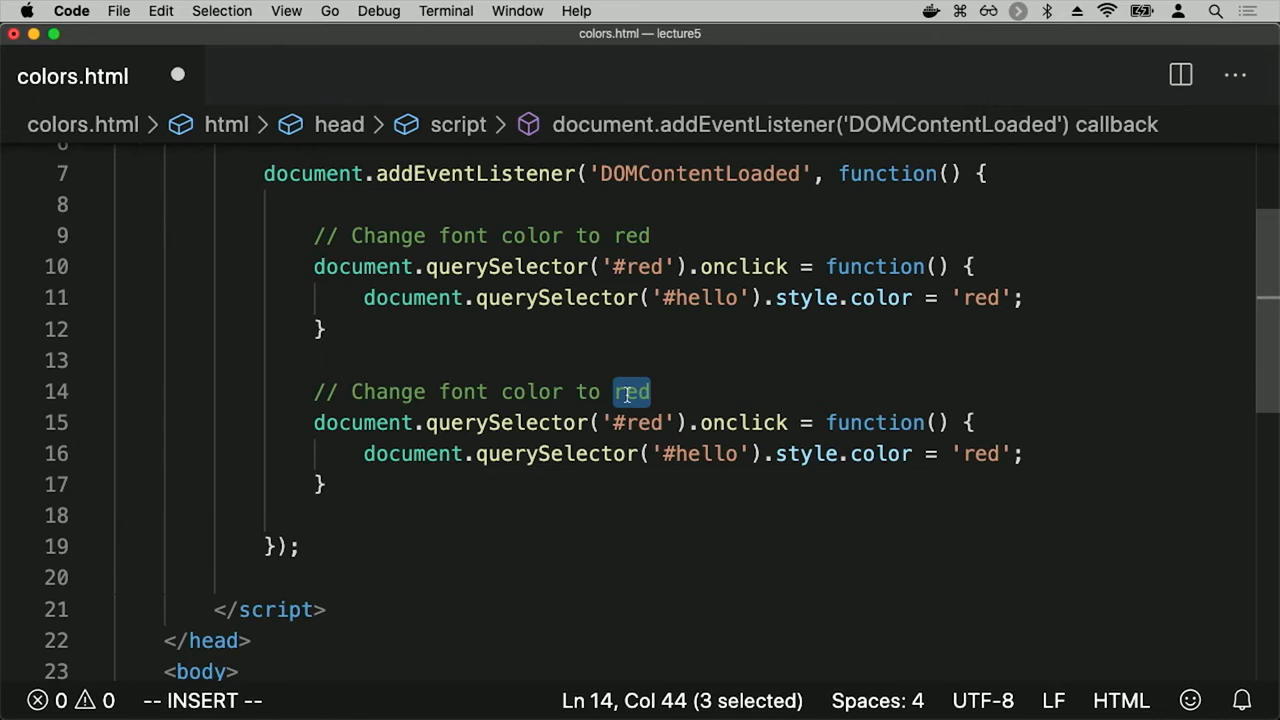 Code File Edit Selection View Go Debug Terminal Window Help
colors.html — lecture5
colors.html
colors.html > html > head > script > document.addEventListener('DOMContentLoaded') callback
6
7 document.addEventListener('DOMContentLoaded', function() {
8
9 // Change font color to red
10 document.querySelector('#red').onclick = function() {
11 document.querySelector('#hello').style.color = 'red';
12 }
13
14 // Change font color to red
15 document.querySelector('#red').onclick = function() {
16 document.querySelector('#hello').style.color = 'red';
17 }
18
19 });
20
21 </script>
22 </head>
23 <body>
0 0 -- INSERT -- Ln 14, Col 44 (3 selected) Spaces: 4 UTF-8 LF HTML